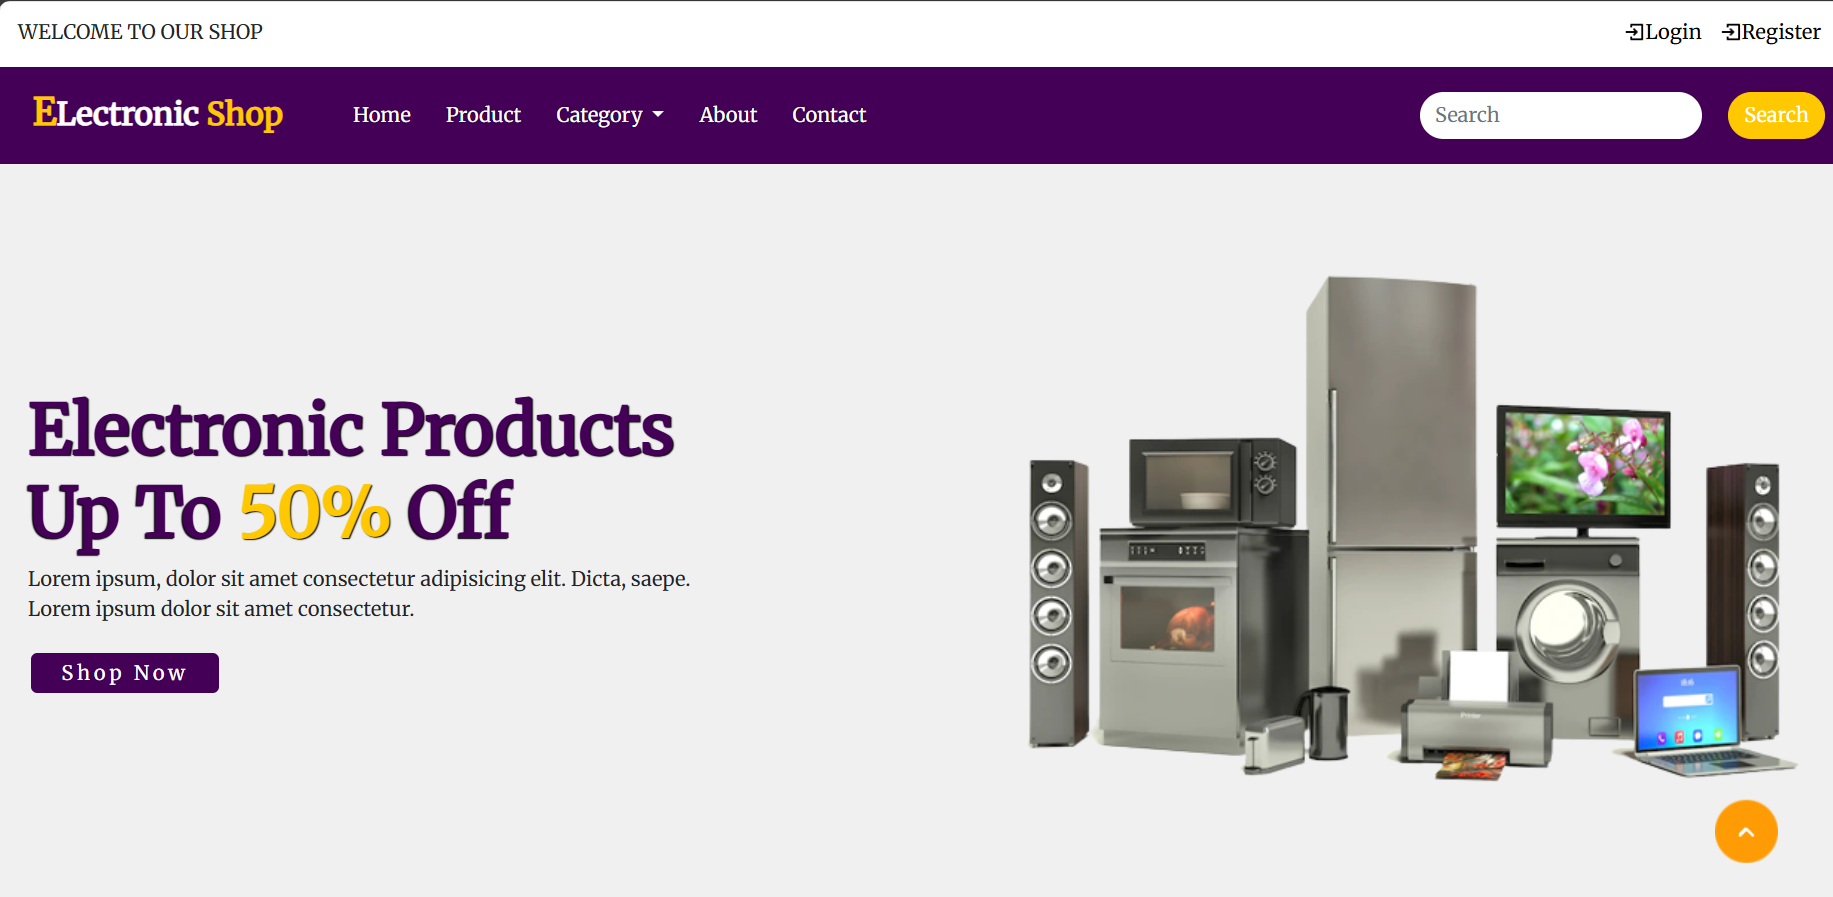 WELCOME TO OUR SHOP
Login Register
ELectronic Shop Home Product Category About Contact Search Search
Electronic Products
Up To 50% Off
Lorem ipsum, dolor sit amet consectetur adipisicing elit. Dicta, saepe.
Lorem ipsum dolor sit amet consectetur.
Shop Now
Printer